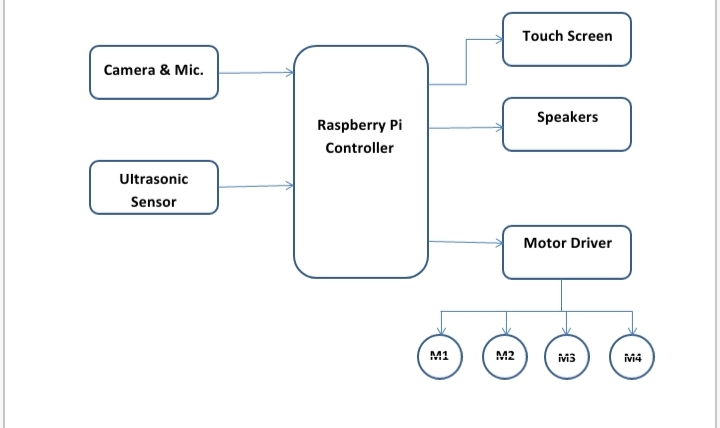 Touch Screen
Camera & Mic.
Speakers
Raspberry Pi
Controller
Ultrasonic
Sensor
Motor Driver
M1
M2
M3
M4